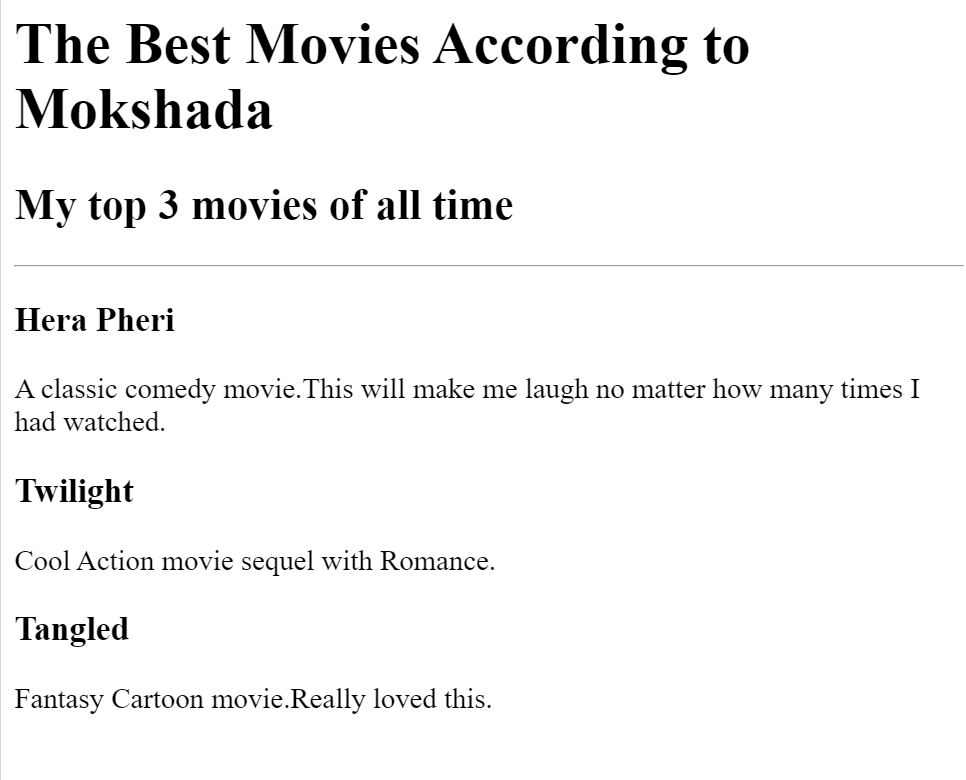 The Best Movies According to
Mokshada
My top 3 movies of all time
Hera Pheri
A classic comedy movie.This will make me laugh no matter how many times I
had watched.
Twilight
Cool Action movie sequel with Romance.
Tangled
Fantasy Cartoon movie.Really loved this.